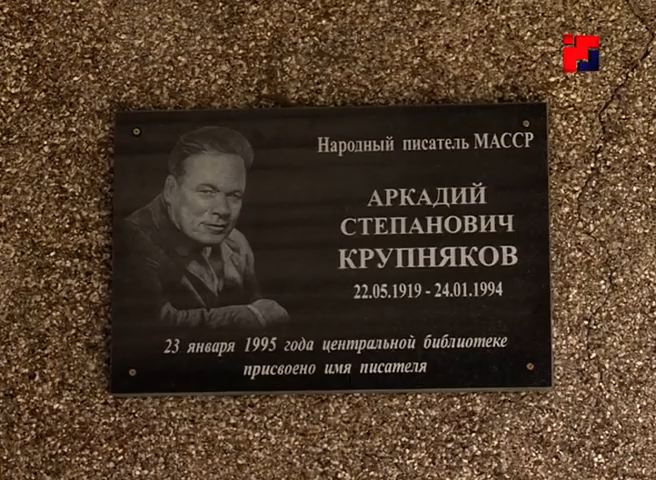 Народный писатель МАССР
АРКАДИЙ
СТЕПАНОВИЧ
КРУПНЯКОВ
22.05.1919 - 24.01.1994
23 января 1995 года центральной библиотеке
присвоено имя писателя